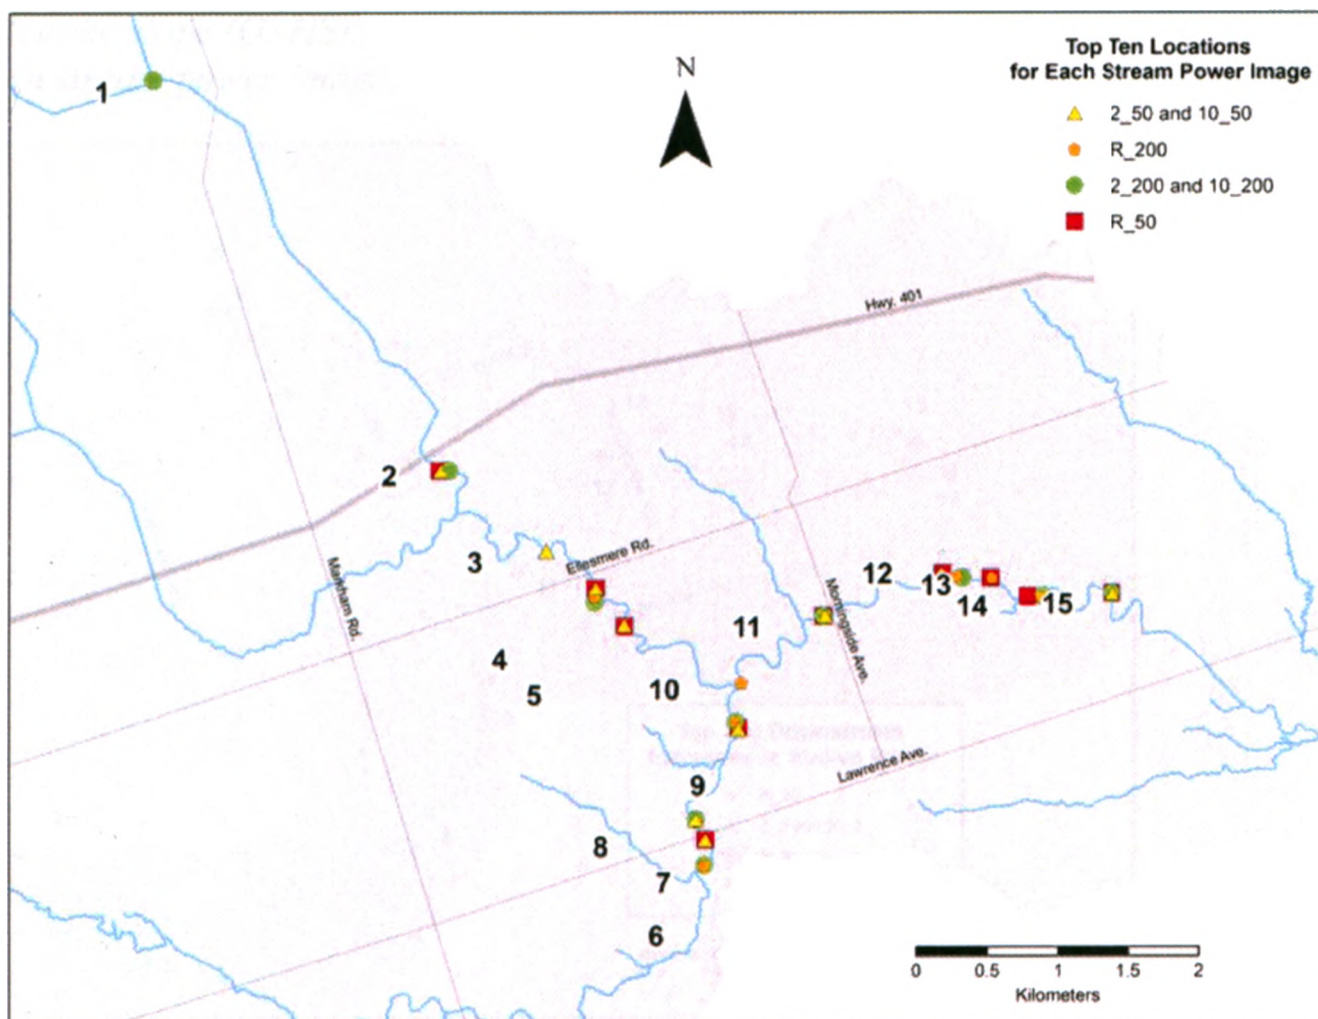 Top Ten Locations
for Each Stream Power Image
N
2_50 and 10_50
R_200
2_200 and 10_200
R_50
1
Hwy. 401
2
3
Ellesmere Rd.
Markham Rd.
12
13
14
15
Morningside Ave.
11
4
5
10
9
Lawrence Ave.
8
7
6
0 0.5 1 1.5 2
Kilometers